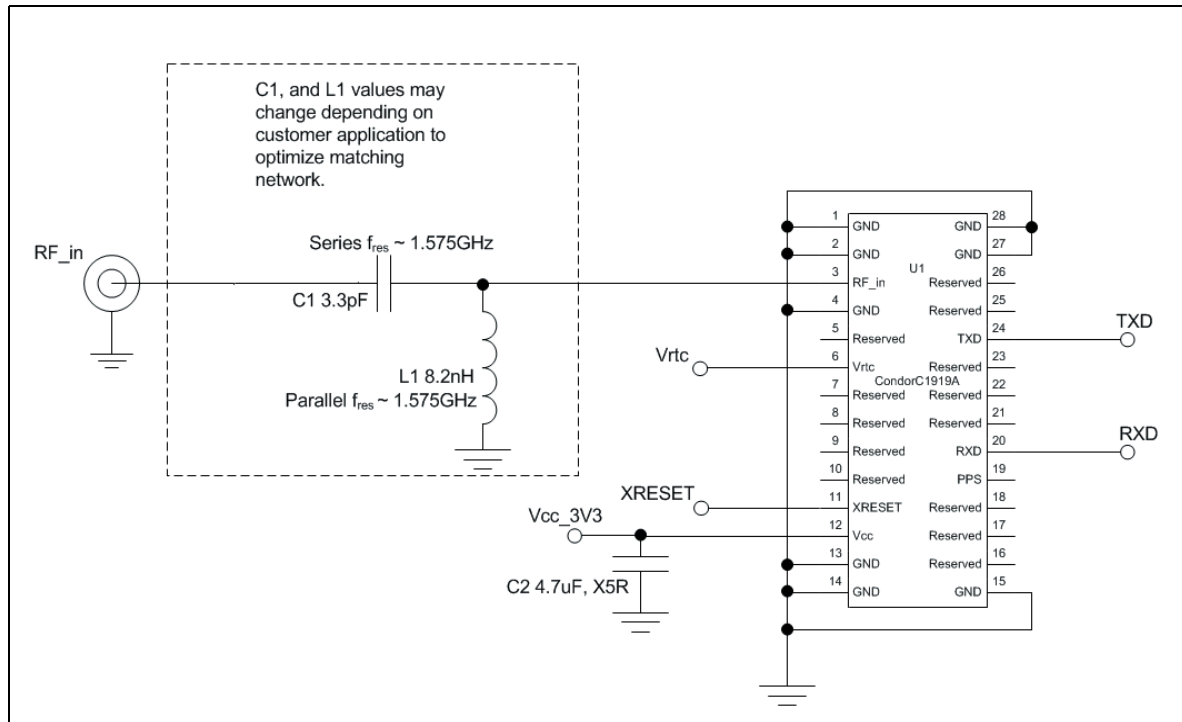 C1, and L1 values may
change depending on
customer application to
optimize matching
network.
RF_in
Series fres ~ 1.575GHz
C1 3.3pF
L1 8.2nH
Parallel fres ~ 1.575GHz
Vrtc
XRESET
Vcc_3V3
C2 4.7uF, X5R
U1
CondorC1919A
1 GND
2 GND
3 RF_in
4 GND
5 Reserved
6 Vrtc
7 Reserved
8 Reserved
9 Reserved
10 Reserved
11 XRESET
12 Vcc
13 GND
14 GND
GND 28
GND 27
Reserved 26
Reserved 25
TXD 24
Reserved 23
Reserved 22
Reserved 21
RXD 20
PPS 19
Reserved 18
Reserved 17
Reserved 16
GND 15
TXD
RXD